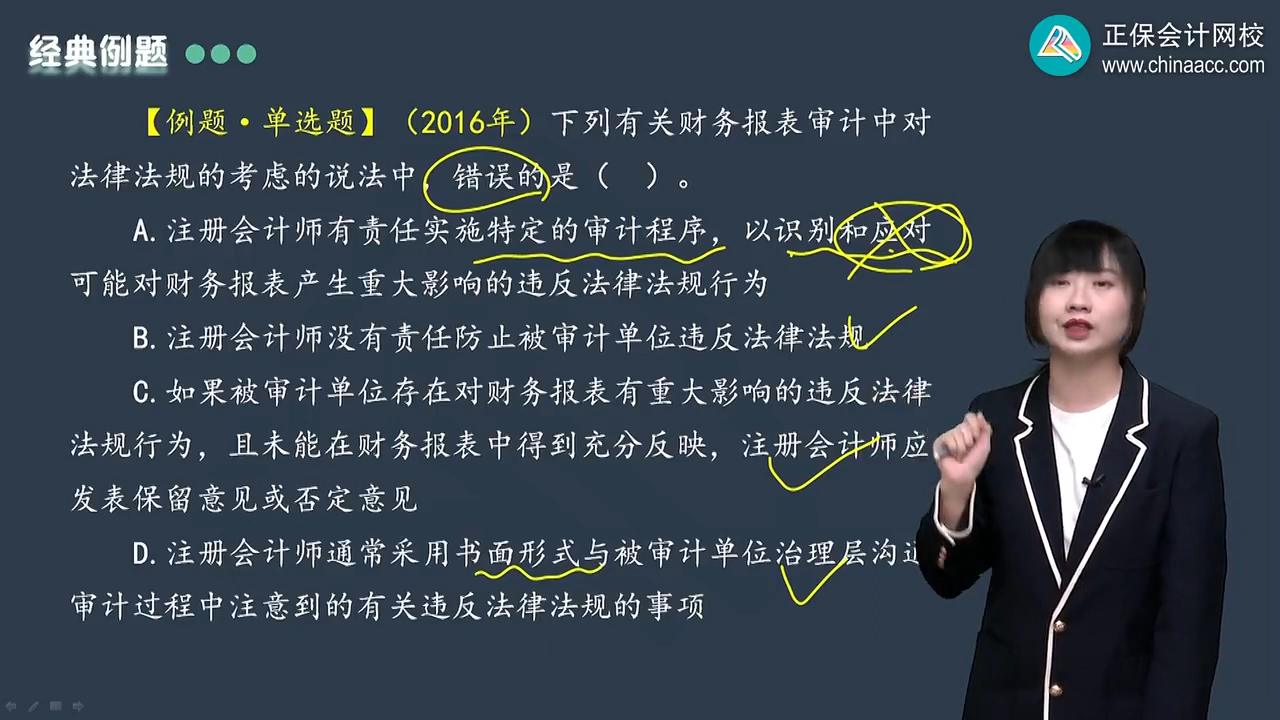 经典例题
正保会计网校
www.chinaacc.com
【例题·单选题】（2016年）下列有关财务报表审计中对
法律法规的考虑的说法中，错误的是（ ）。
A.注册会计师有责任实施特定的审计程序，以识别和应对
可能对财务报表产生重大影响的违反法律法规行为
B.注册会计师没有责任防止被审计单位违反法律法规
C.如果被审计单位存在对财务报表有重大影响的违反法律
法规行为，且未能在财务报表中得到充分反映，注册会计师应
发表保留意见或否定意见
D.注册会计师通常采用书面形式与被审计单位治理层沟通
审计过程中注意到的有关违反法律法规的事项